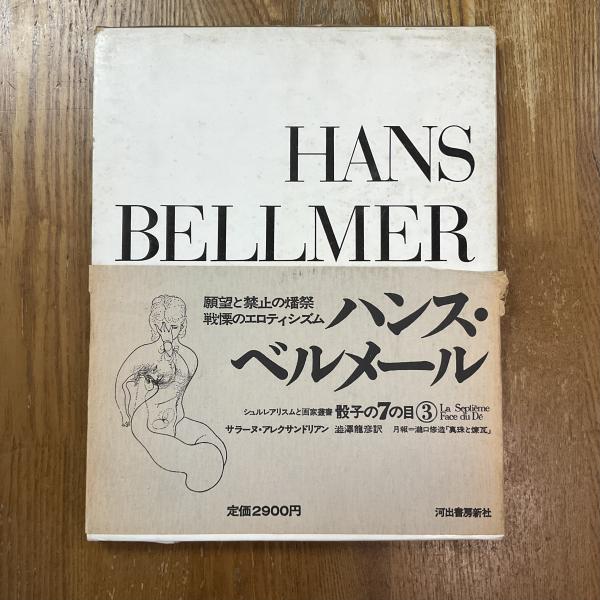 HANS
BELLMER
願望と禁止の燔祭
戦慄のエロティシズム
ハンス・
ベルメール
シュルレアリスムと画家叢書 骰子の7の目③ La Septième Face du Dé
サラーヌ・アレクサンドリアン 澁澤龍彦訳 月報=瀧口修造「真珠と煉瓦」
定価2900円
河出書房新社